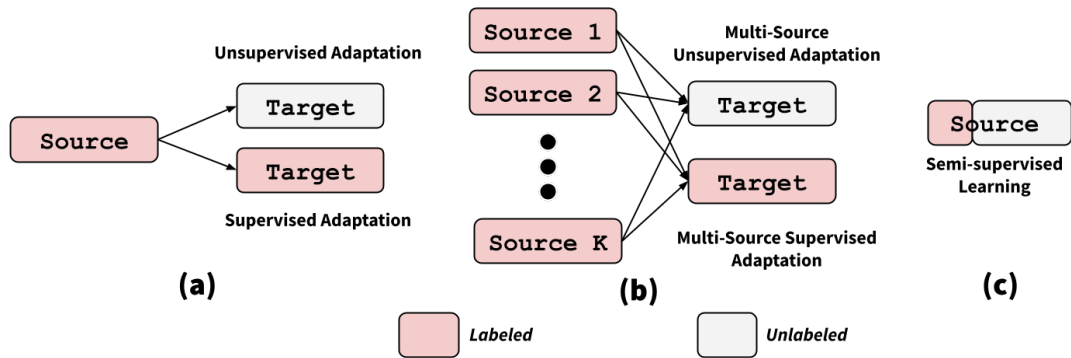 Unsupervised Adaptation
Source
Target
Target
Supervised Adaptation
(a)
Source 1
Source 2
Source K
Multi-Source
Unsupervised Adaptation
Target
Target
Multi-Source Supervised
Adaptation
(b)
Source
Semi-supervised
Learning
(c)
Labeled
Unlabeled